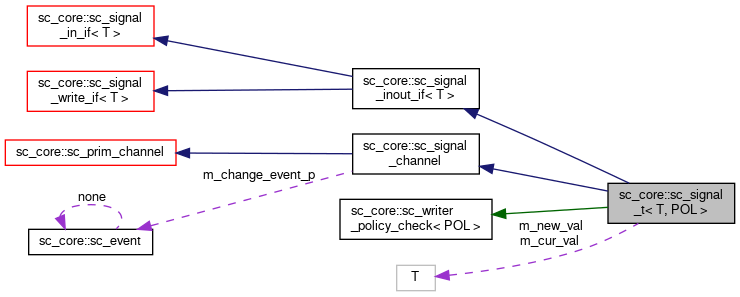 sc_core::sc_signal
_in_if< T >
sc_core::sc_signal
_write_if< T >
sc_core::sc_signal
_inout_if< T >
sc_core::sc_prim_channel
sc_core::sc_signal
_channel
m_change_event_p
none
sc_core::sc_event
sc_core::sc_writer
_policy_check< POL >
sc_core::sc_signal
_t< T, POL >
m_new_val
m_cur_val
T